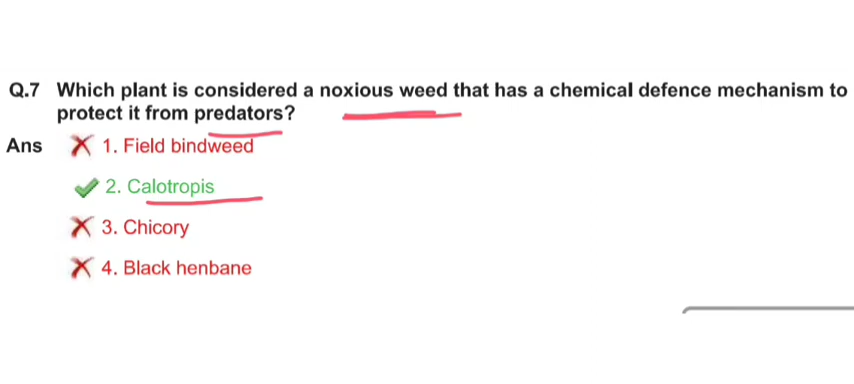 Q.7 Which plant is considered a noxious weed that has a chemical defence mechanism to
protect it from predators?
Ans 1. Field bindweed
2. Calotropis
3. Chicory
4. Black henbane